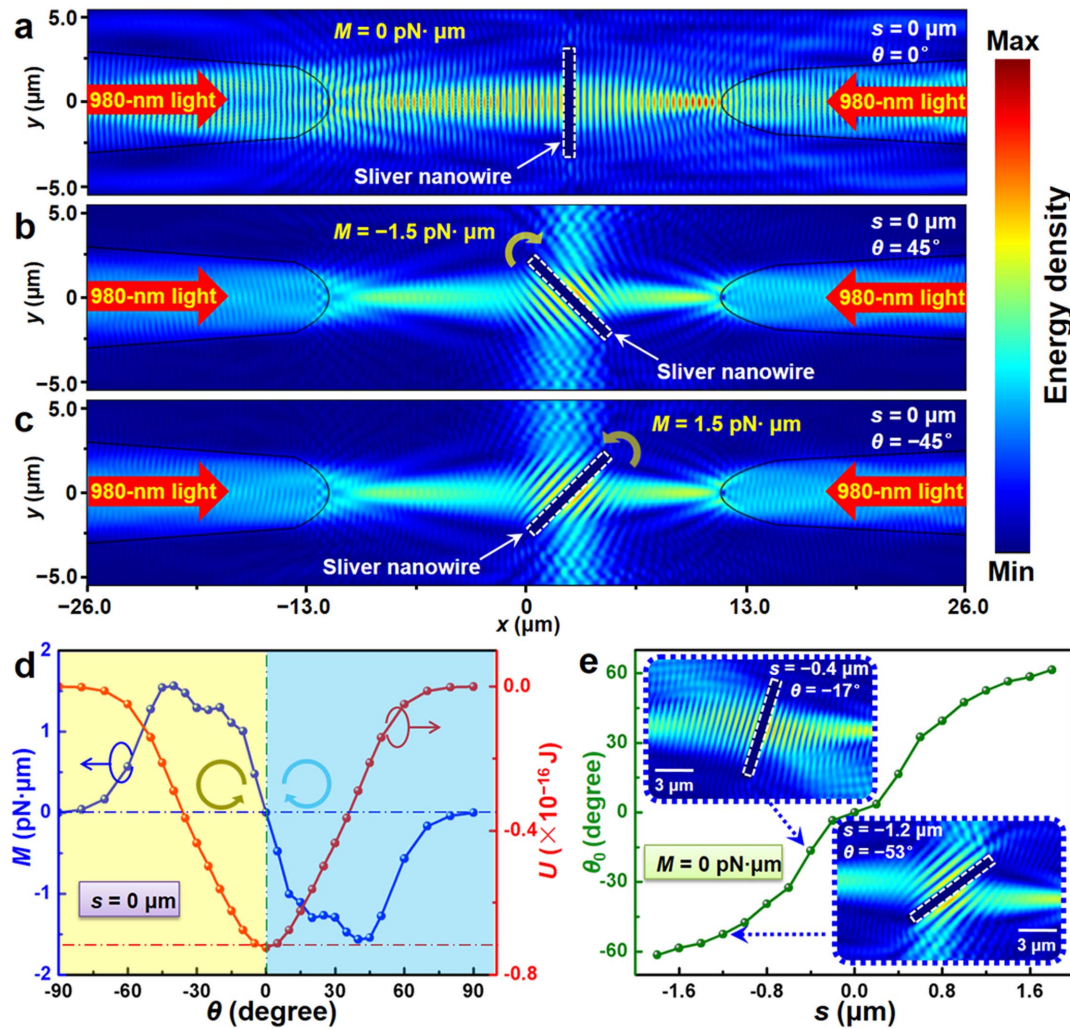 a
M = 0 pN· μm
s = 0 μm
θ = 0°
Max
5.0
0
−5.0
y (μm)
980-nm light
980-nm light
Sliver nanowire
b
M = −1.5 pN· μm
s = 0 μm
θ = 45°
5.0
0
−5.0
y (μm)
980-nm light
980-nm light
Sliver nanowire
Energy density
c
M = 1.5 pN· μm
s = 0 μm
θ = −45°
5.0
0
−5.0
y (μm)
980-nm light
980-nm light
Sliver nanowire
Min
−26.0 −13.0 0 13.0 26.0
x (μm)
d
2
1
0
-1
-2
M (pN·μm)
s = 0 μm
0.0
-0.4
-0.8
U (×10⁻¹⁶ J)
-90 -60 -30 0 30 60 90
θ (degree)
e
60
30
0
-30
-60
θ₀ (degree)
s = −0.4 μm
θ = −17°
3 μm
M = 0 pN·μm
s = −1.2 μm
θ = −53°
3 μm
-1.6 -0.8 0.0 0.8 1.6
s (μm)